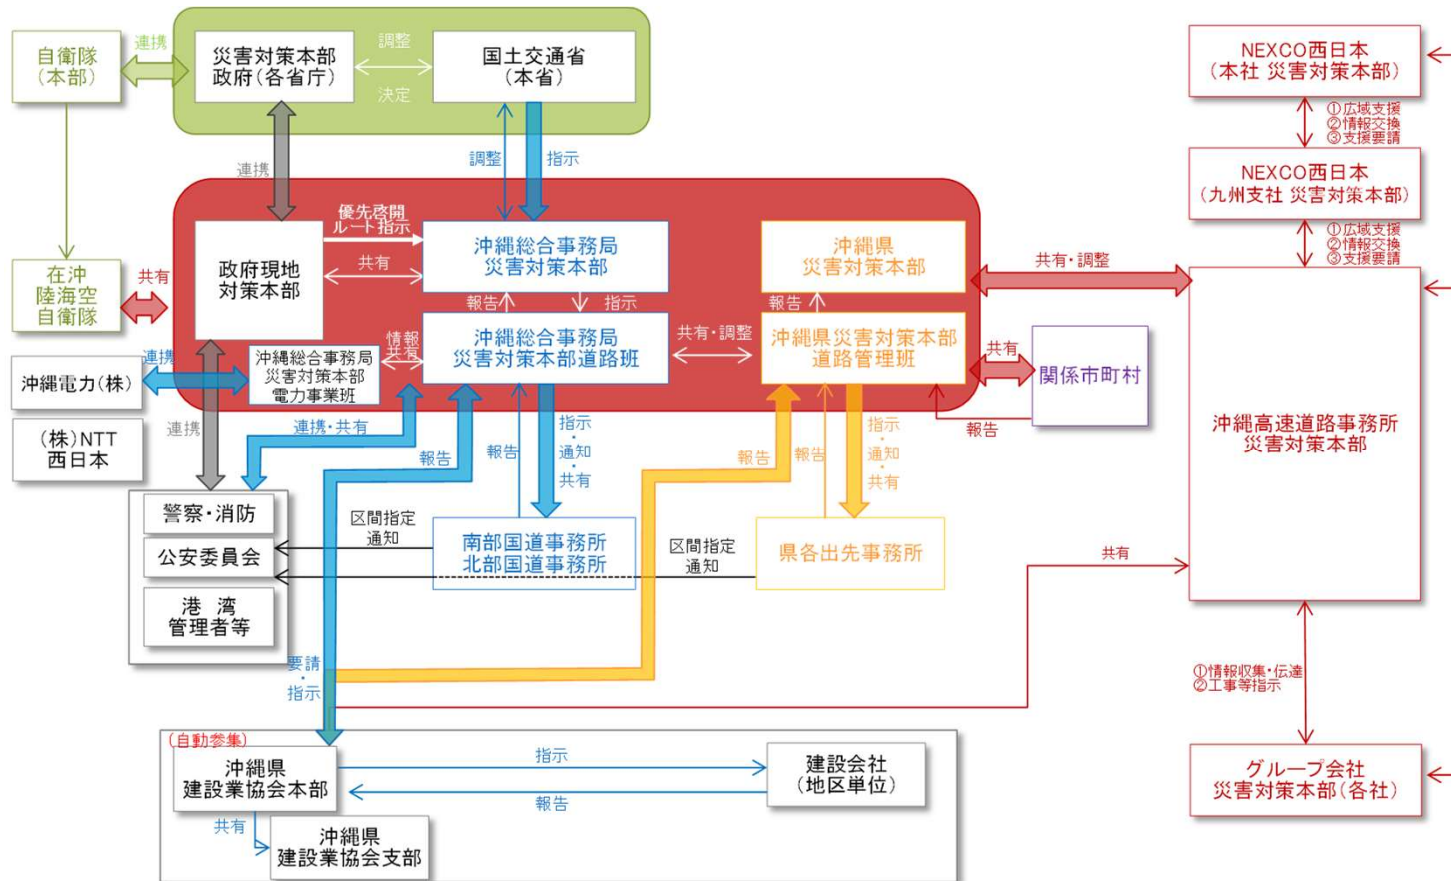 自衛隊
(本部)
連携
災害対策本部
政府(各省庁)
調整
決定
国土交通省
(本省)
NEXCO西日本
(本社 災害対策本部)
①広域支援
②情報交換
③支援要請
連携
調整
指示
NEXCO西日本
(九州支社 災害対策本部)
①広域支援
②情報交換
③支援要請
在沖
陸海空
自衛隊
共有
政府現地
対策本部
優先啓開
ルート指示
共有
沖縄総合事務局
災害対策本部
沖縄県
災害対策本部
共有・調整
報告
指示
報告
沖縄電力(株)
連携
沖縄総合事務局
災害対策本部
電力事業班
情報
共有
沖縄総合事務局
災害対策本部道路班
共有・調整
沖縄県災害対策本部
道路管理班
共有
関係市町村
報告
沖縄高速道路事務所
災害対策本部
(株)NTT
西日本
連携
連携・共有
報告
報告
指示
・
通知
・
共有
報告
報告
指示
・
通知
・
共有
警察・消防
公安委員会
港 湾
管理者等
区間指定
通知
南部国道事務所
北部国道事務所
区間指定
通知
県各出先事務所
共有
要請
・
指示
①情報収集・伝達
②工事等指示
(自動参集)
沖縄県
建設業協会本部
指示
報告
建設会社
(地区単位)
共有
沖縄県
建設業協会支部
グループ会社
災害対策本部(各社)